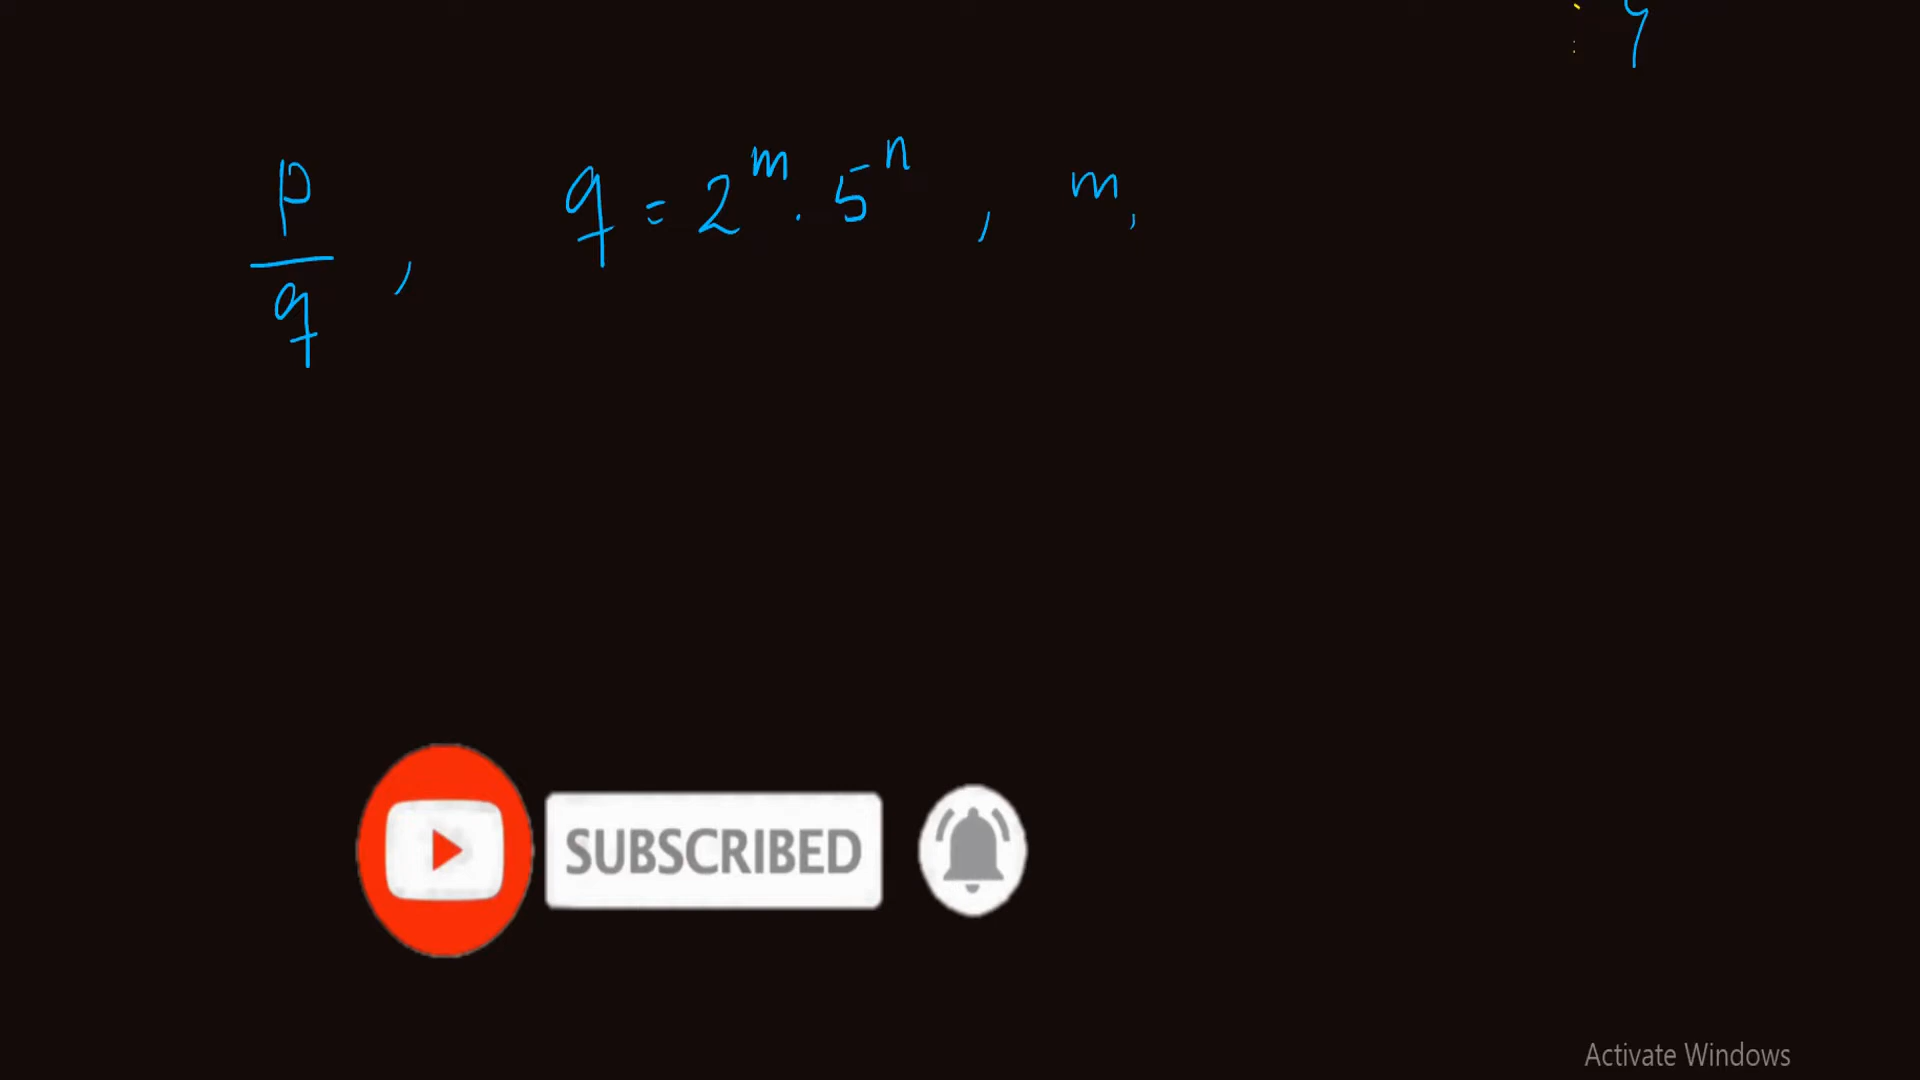 p/q , q = 2^m . 5^n , m,
SUBSCRIBED
Activate Windows